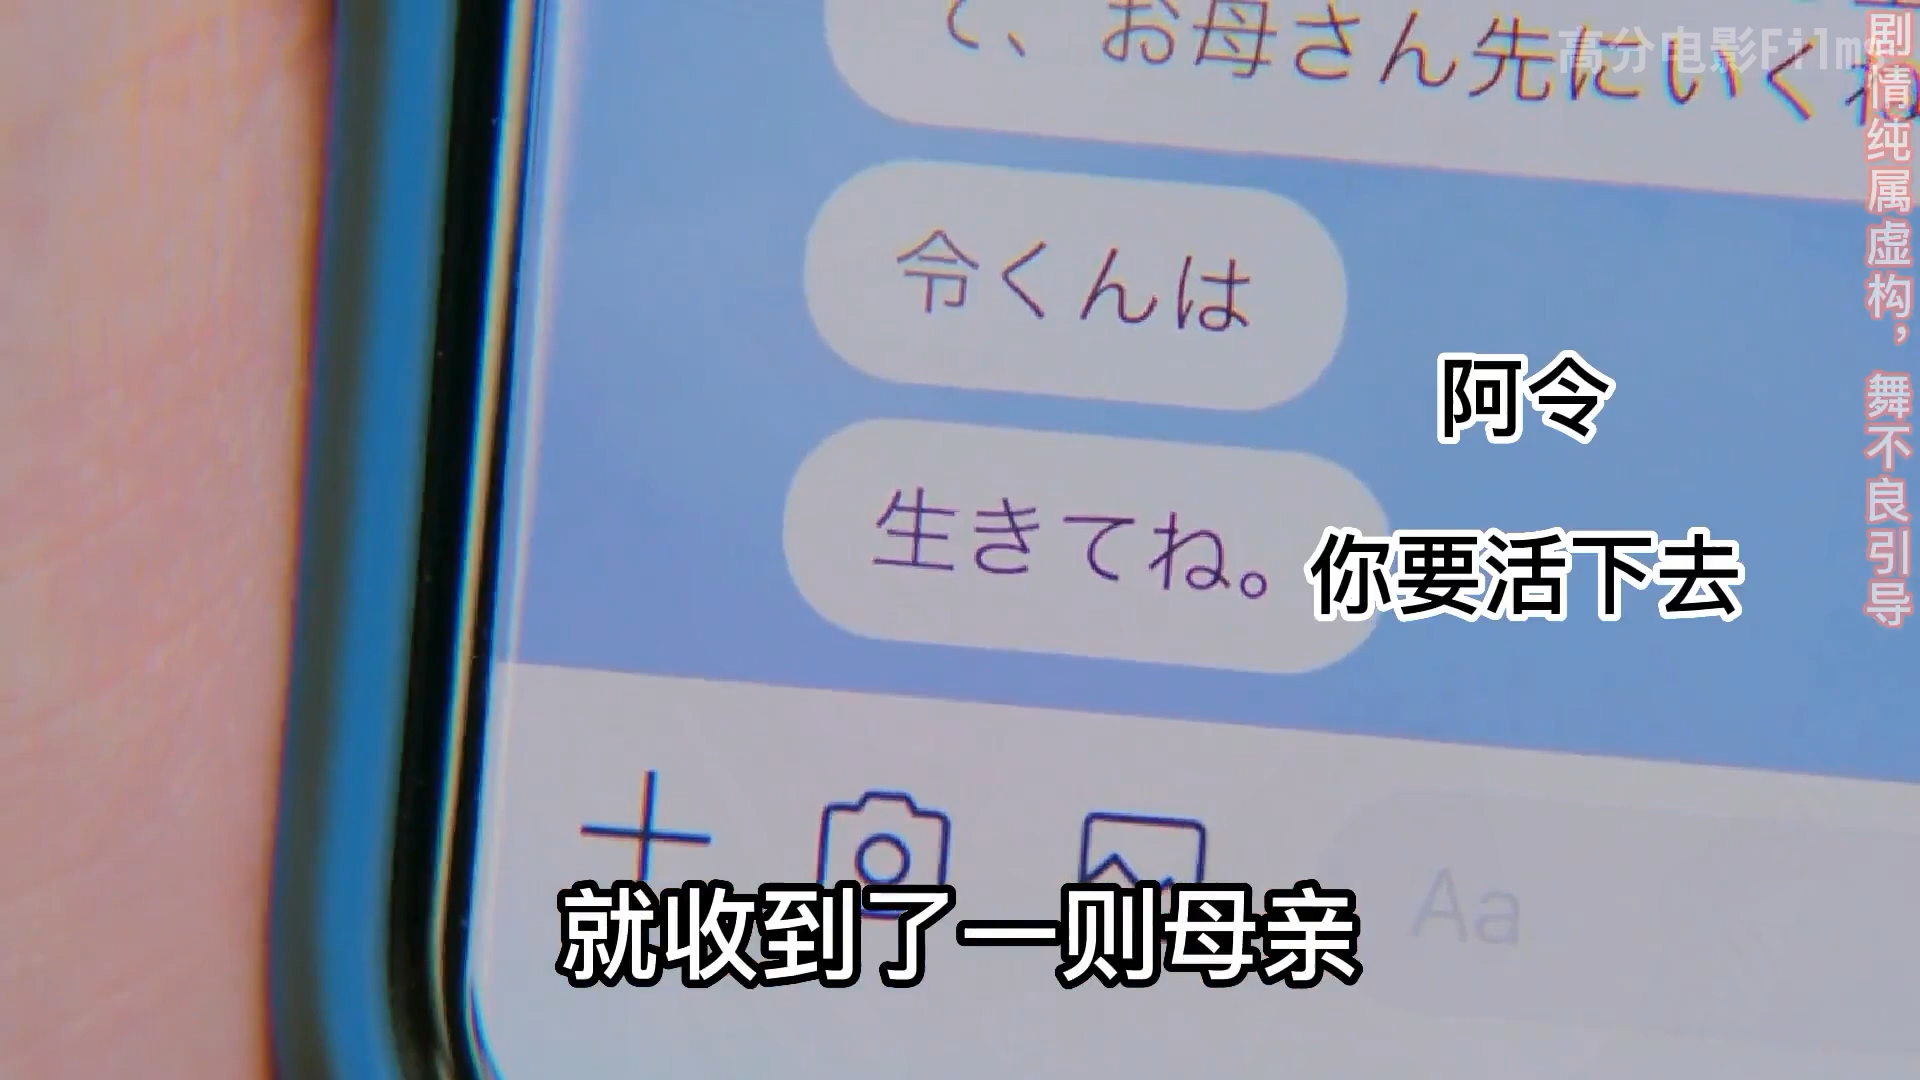 て、お母さん先にいくね
高分电影Films
剧情纯属虚构，舞不良引导
令くんは
阿令
生きてね。
你要活下去
Aa
就收到了一则母亲